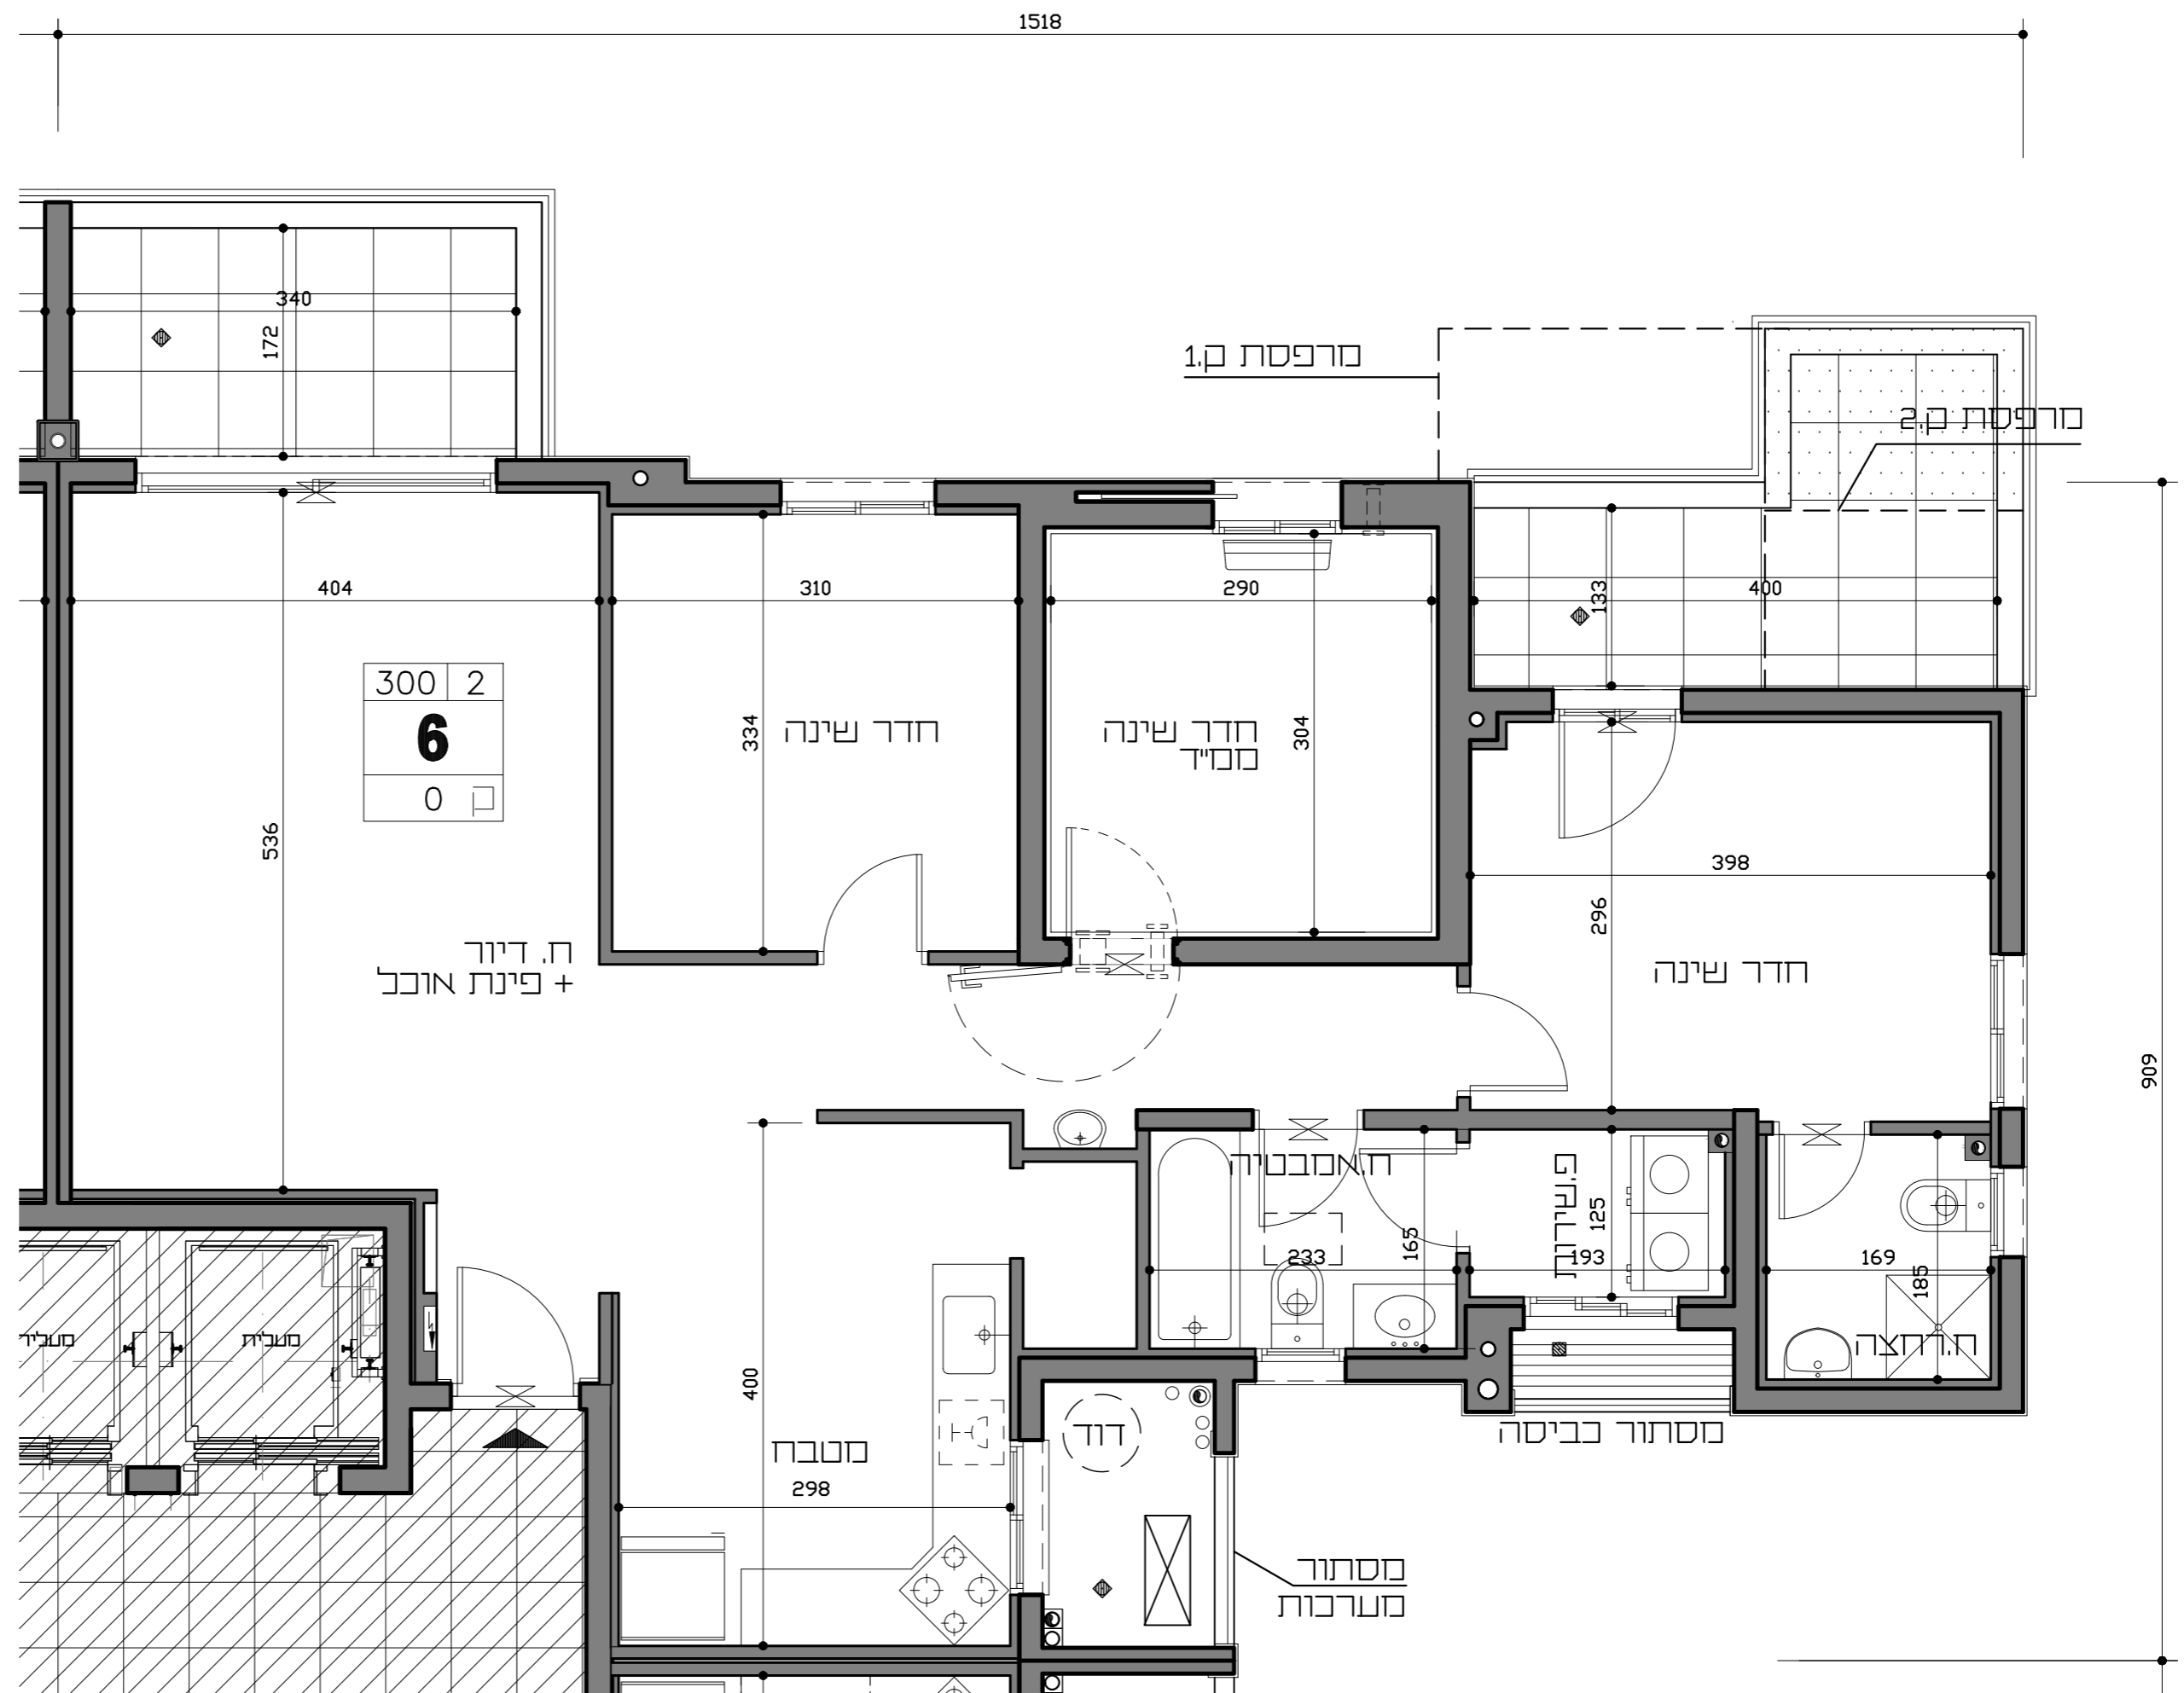 1518
340
172
מרפסת ק.1
מרפסת ק.2
404
310
290
133
400
300 2
6
ק 0
334
חדר שינה
חדר שינה
ממ"ד
304
536
398
296
ח. דיור
+ פינת אוכל
חדר שינה
909
ח.אמבטיה
פ.שירות
125
165
233
193
169
185
מעלית
מעלית
ח.רחצה
400
דוד
מסתור כביסה
מטבח
298
מסתור
מערכות